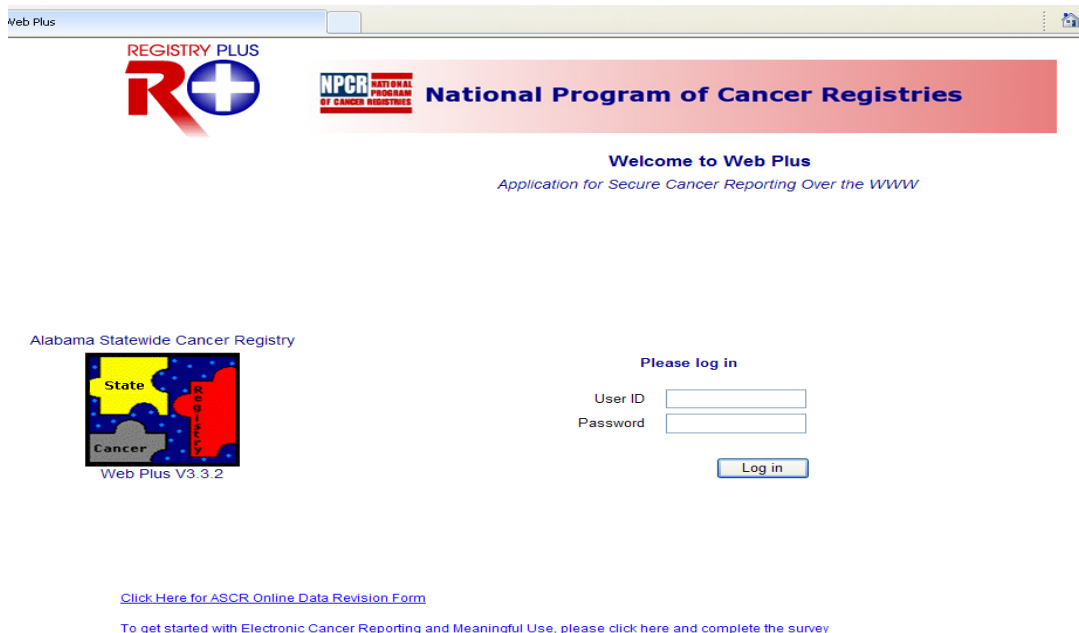 Web Plus
REGISTRY PLUS
R
NPCR NATIONAL PROGRAM
OF CANCER REGISTRIES
National Program of Cancer Registries
Welcome to Web Plus
Application for Secure Cancer Reporting Over the WWW
Alabama Statewide Cancer Registry
State
Registry
Cancer
Web Plus V3.3.2
Please log in
User ID
Password
Log in
Click Here for ASCR Online Data Revision Form
To get started with Electronic Cancer Reporting and Meaningful Use, please click here and complete the survey